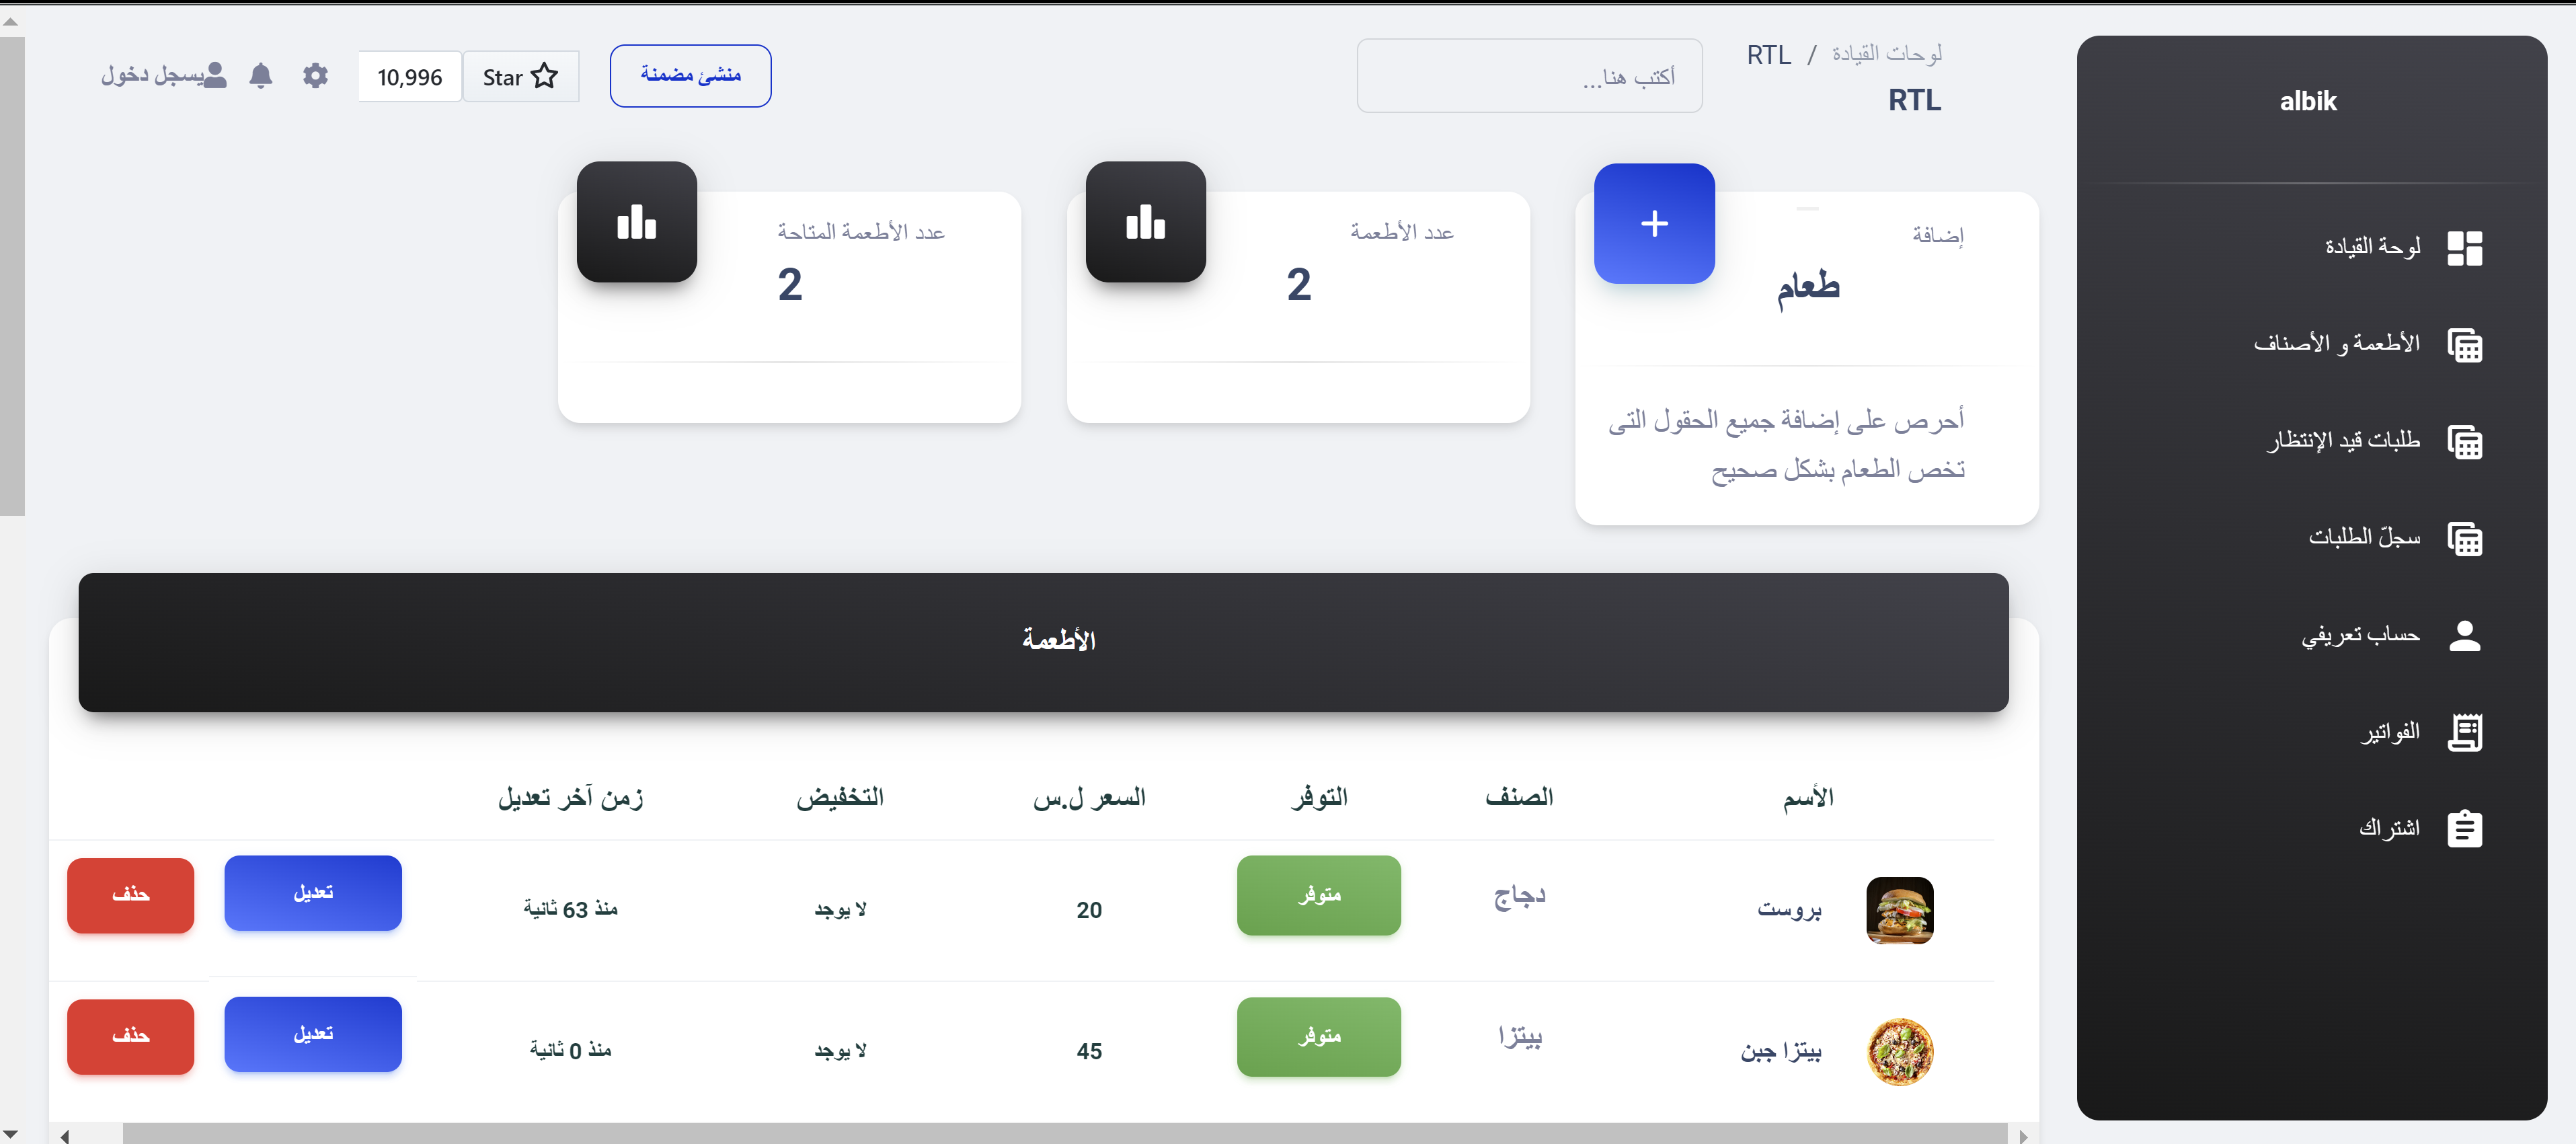 albik
لوحة القيادة
الأطعمة و الأصناف
طلبات قيد الإنتظار
سجلّ الطلبات
حساب تعريفي
الفواتير
اشتراك
لوحات القيادة / RTL
RTL
أكتب هنا...
منشئ مضمنة
Star
10,996
يسجل دخول
إضافة
طعام
أحرص على إضافة جميع الحقول التى
تخص الطعام بشكل صحيح
عدد الأطعمة
2
عدد الأطعمة المتاحة
2
الأطعمة
الأسم الصنف التوفر السعر ل.س التخفيض زمن آخر تعديل
بروست دجاج متوفر 20 لا يوجد منذ 63 ثانية تعديل حذف
بيتزا جبن بيتزا متوفر 45 لا يوجد منذ 0 ثانية تعديل حذف